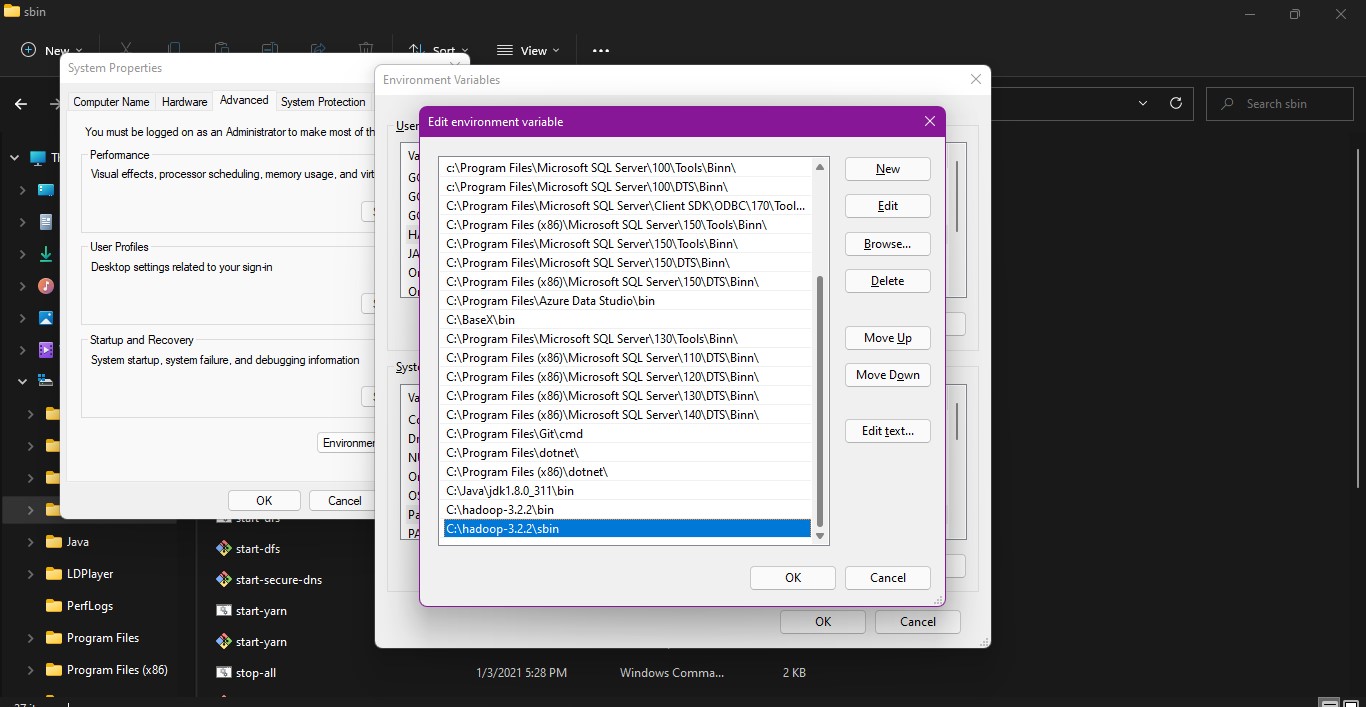 sbin
New
Sort
View
Search sbin
System Properties
Computer Name
Hardware
Advanced
System Protection
You must be logged on as an Administrator to make most of th
Performance
Visual effects, processor scheduling, memory usage, and virt
User Profiles
Desktop settings related to your sign-in
Startup and Recovery
System startup, system failure, and debugging information
Environmen
OK
Cancel
Environment Variables
User
Va
GO
GO
GO
HA
JA
On
On
Syste
Va
Co
Dr
NU
On
OS
Pa
PA
OK
Cancel
Edit environment variable
c:\Program Files\Microsoft SQL Server\100\Tools\Binn\
c:\Program Files\Microsoft SQL Server\100\DTS\Binn\
C:\Program Files\Microsoft SQL Server\Client SDK\ODBC\170\Tool...
C:\Program Files (x86)\Microsoft SQL Server\150\Tools\Binn\
C:\Program Files\Microsoft SQL Server\150\Tools\Binn\
C:\Program Files\Microsoft SQL Server\150\DTS\Binn\
C:\Program Files (x86)\Microsoft SQL Server\150\DTS\Binn\
C:\Program Files\Azure Data Studio\bin
C:\BaseX\bin
C:\Program Files\Microsoft SQL Server\130\Tools\Binn\
C:\Program Files (x86)\Microsoft SQL Server\110\DTS\Binn\
C:\Program Files (x86)\Microsoft SQL Server\120\DTS\Binn\
C:\Program Files (x86)\Microsoft SQL Server\130\DTS\Binn\
C:\Program Files (x86)\Microsoft SQL Server\140\DTS\Binn\
C:\Program Files\Git\cmd
C:\Program Files\dotnet\
C:\Program Files (x86)\dotnet\
C:\Java\jdk1.8.0_311\bin
C:\hadoop-3.2.2\bin
C:\hadoop-3.2.2\sbin
New
Edit
Browse...
Delete
Move Up
Move Down
Edit text...
OK
Cancel
Java
LDPlayer
PerfLogs
Program Files
Program Files (x86)
start-dfs
start-dfs
start-secure-dns
start-yarn
start-yarn
stop-all
1/3/2021 5:28 PM
Windows Comma...
2 KB